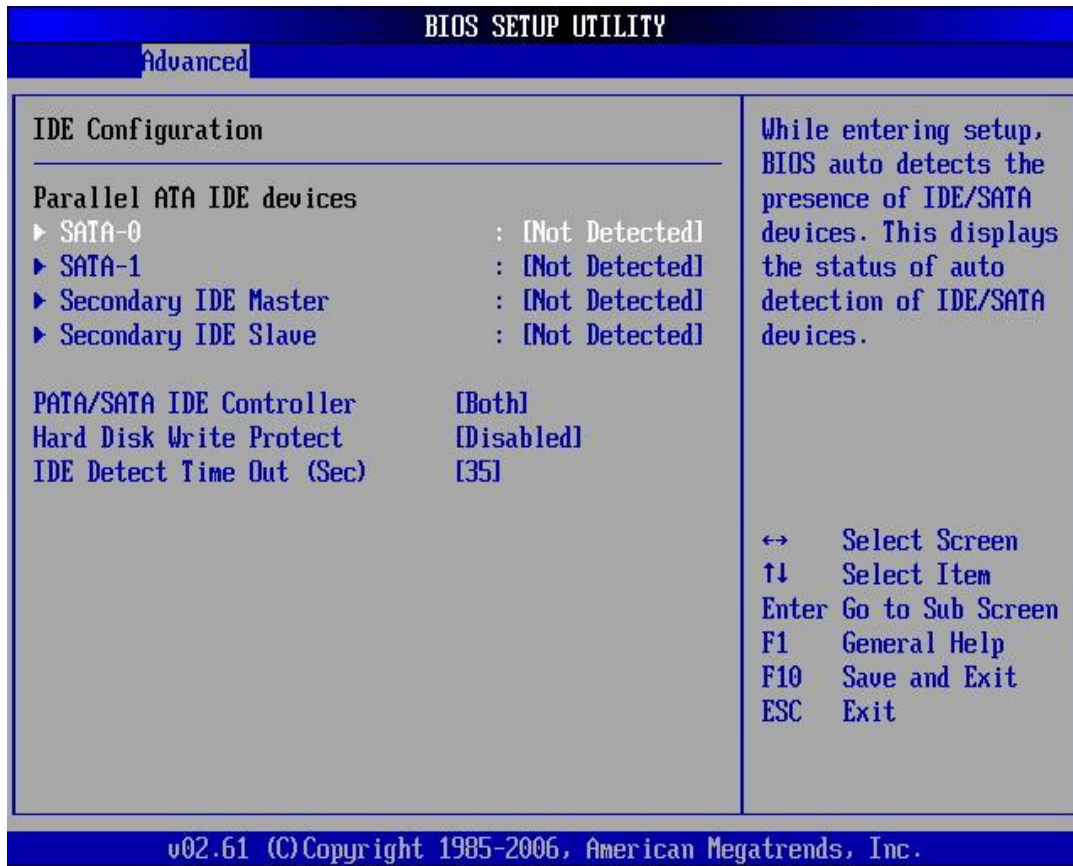 BIOS SETUP UTILITY
Advanced
IDE Configuration
Parallel ATA IDE devices
► SATA-0 : [Not Detected]
► SATA-1 : [Not Detected]
► Secondary IDE Master : [Not Detected]
► Secondary IDE Slave : [Not Detected]
PATA/SATA IDE Controller [Both]
Hard Disk Write Protect [Disabled]
IDE Detect Time Out (Sec) [35]
While entering setup,
BIOS auto detects the
presence of IDE/SATA
devices. This displays
the status of auto
detection of IDE/SATA
devices.
↔ Select Screen
↑↓ Select Item
Enter Go to Sub Screen
F1 General Help
F10 Save and Exit
ESC Exit
v02.61 (C)Copyright 1985-2006, American Megatrends, Inc.